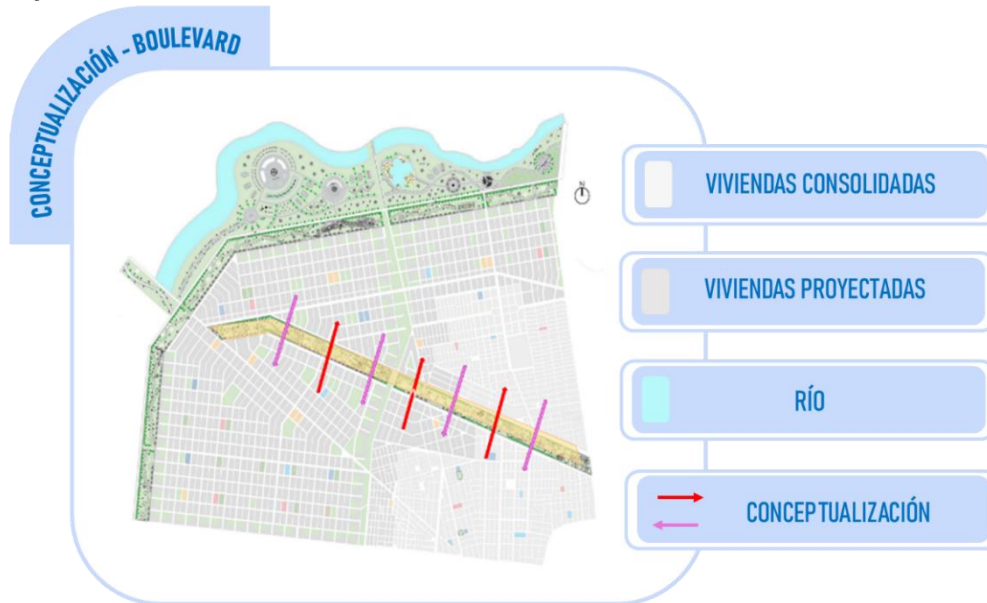 CONCEPTUALIZACIÓN - BOULEVARD
N
VIVIENDAS CONSOLIDADAS
VIVIENDAS PROYECTADAS
RÍO
CONCEPTUALIZACIÓN